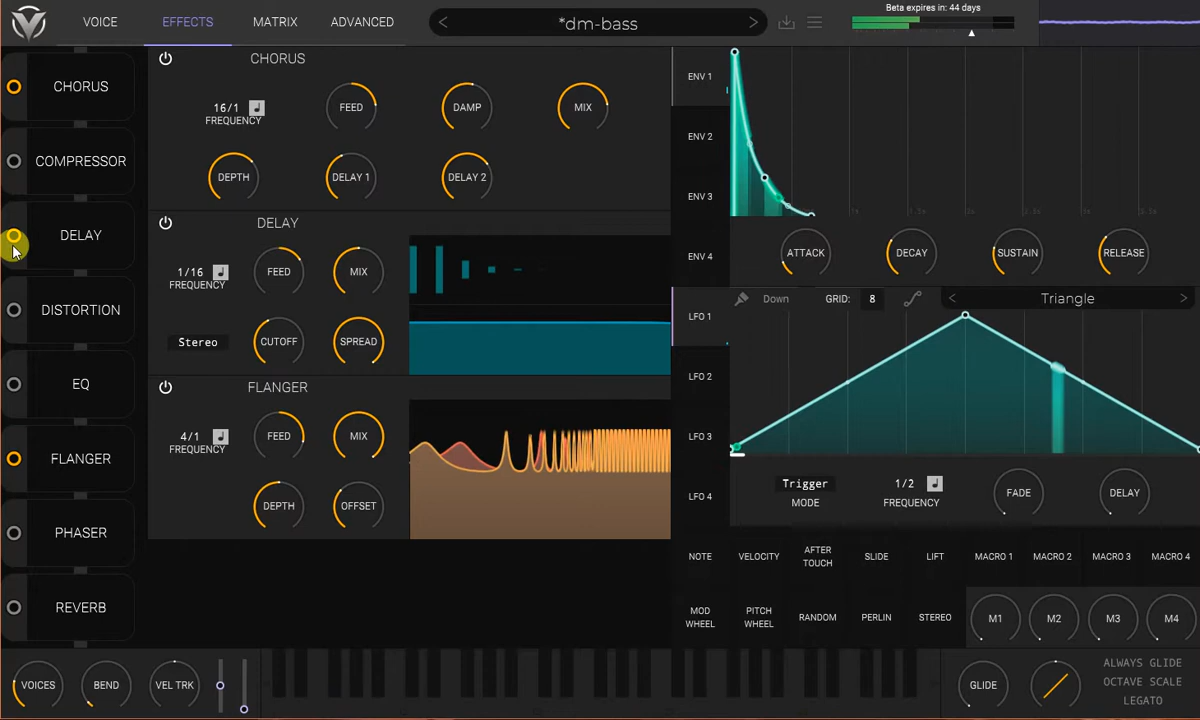 VOICE EFFECTS MATRIX ADVANCED
*dm-bass
Beta expires in: 44 days
CHORUS
COMPRESSOR
DELAY
DISTORTION
EQ
FLANGER
PHASER
REVERB
CHORUS
16/1
FREQUENCY
FEED
DAMP
MIX
DEPTH
DELAY 1
DELAY 2
DELAY
1/16
FREQUENCY
FEED
MIX
Stereo
CUTOFF
SPREAD
FLANGER
4/1
FREQUENCY
FEED
MIX
DEPTH
OFFSET
ENV 1
ENV 2
ENV 3
ENV 4
ATTACK
DECAY
SUSTAIN
RELEASE
LFO 1
LFO 2
LFO 3
LFO 4
Down
GRID: 8
Triangle
Trigger
MODE
1/2
FREQUENCY
FADE
DELAY
NOTE
VELOCITY
AFTER
TOUCH
SLIDE
LIFT
MACRO 1
MACRO 2
MACRO 3
MACRO 4
MOD
WHEEL
PITCH
WHEEL
RANDOM
PERLIN
STEREO
M1
M2
M3
M4
VOICES
BEND
VEL TRK
GLIDE
ALWAYS GLIDE
OCTAVE SCALE
LEGATO